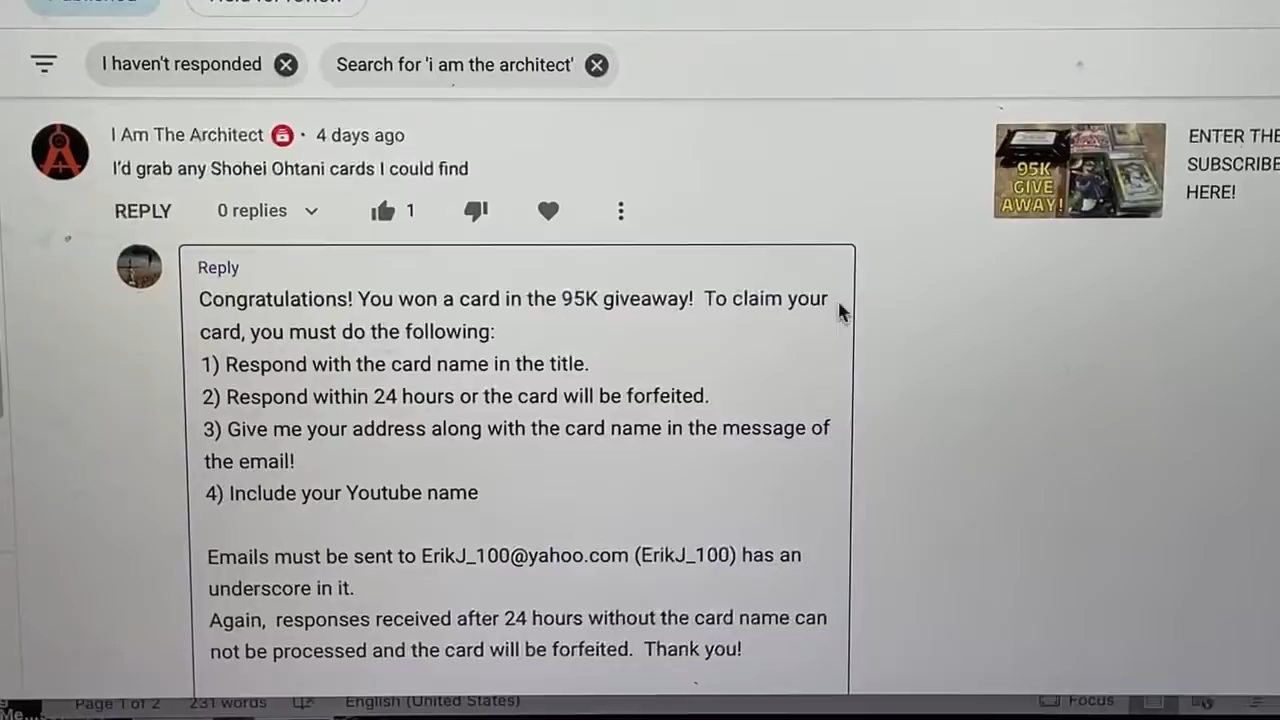 I haven't responded
Search for 'i am the architect'
I Am The Architect · 4 days ago
I'd grab any Shohei Ohtani cards I could find
REPLY 0 replies 1
95K
GIVE
AWAY!
ENTER THE
SUBSCRIBE
HERE!
Reply
Congratulations! You won a card in the 95K giveaway!  To claim your
card, you must do the following:
1) Respond with the card name in the title.
2) Respond within 24 hours or the card will be forfeited.
3) Give me your address along with the card name in the message of
the email!
4) Include your Youtube name
Emails must be sent to ErikJ_100@yahoo.com (ErikJ_100) has an
underscore in it.
Again,  responses received after 24 hours without the card name can
not be processed and the card will be forfeited.  Thank you!
Page 1 of 2 231 words English (United States) Focus